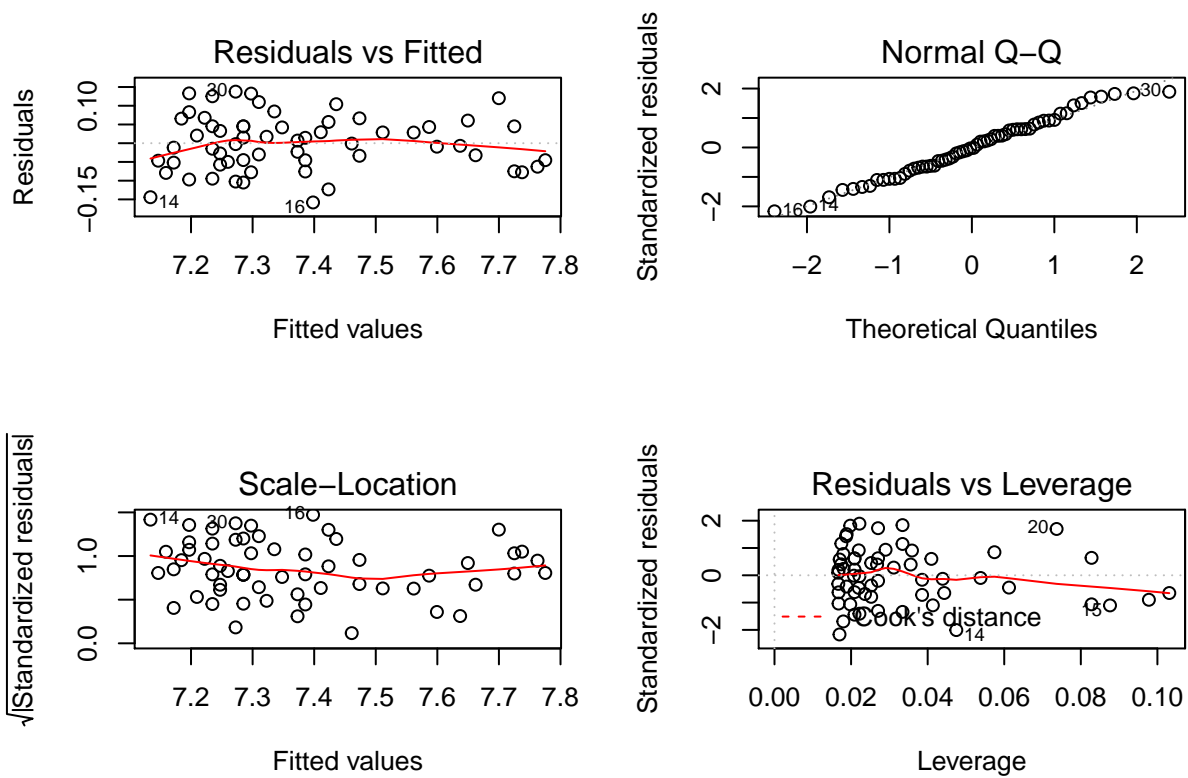 Residuals vs Fitted
Residuals
0.10
−0.15
30
14
16
7.2 7.3 7.4 7.5 7.6 7.7 7.8
Fitted values
Normal Q−Q
Standardized residuals
2
0
−2
30
16
14
−2 −1 0 1 2
Theoretical Quantiles
Scale−Location
√|Standardized residuals|
1.0
0.0
14
30
16
7.2 7.3 7.4 7.5 7.6 7.7 7.8
Fitted values
Residuals vs Leverage
Standardized residuals
2
0
−2
20
15
Cook's distance
14
0.00 0.02 0.04 0.06 0.08 0.10
Leverage